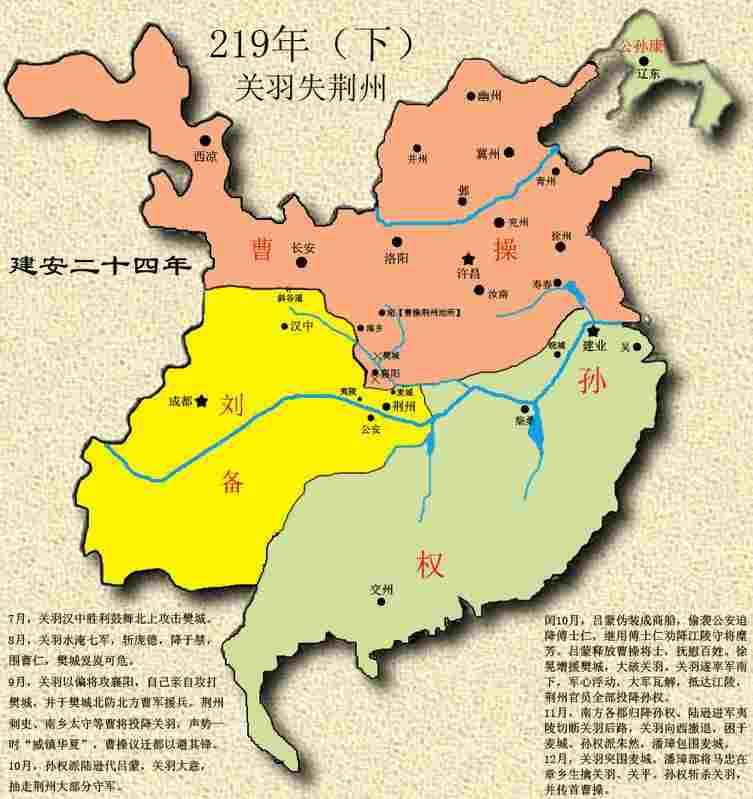 219年（下）
关羽失荆州
建安二十四年
公孙康
辽东
幽州
西凉
并州
冀州
青州
邺
兖州
徐州
曹
操
长安
洛阳
许昌
汝南
寿春
斜谷道
汉中
宛【曹操荆州治所】
南乡
樊城
襄阳
皖城
建业
吴
成都
刘
备
夷陵
麦城
荆州
公安
柴桑
孙
权
交州
7月，关羽汉中胜利鼓舞北上攻击樊城。
8月，关羽水淹七军，斩庞德，降于禁，
围曹仁，樊城岌岌可危。
9月，关羽以偏将攻襄阳，自己亲自攻打
樊城，并于樊城北防北方曹军援兵。荆州
刺史、南乡太守等曹将投降关羽，声势一
时“威镇华夏”，曹操议迁都以避其锋。
10月，孙权派陆逊代吕蒙，关羽大意，
抽走荆州大部分守军。
闰10月，吕蒙伪装成商船，偷袭公安迫
降傅士仁，继用傅士仁劝降江陵守将糜
芳。吕蒙释放曹操将士，抚慰百姓。徐
晃增援樊城，大破关羽。关羽遂率军南
下，军心浮动，大军瓦解，抵达江陵，
荆州官员全部投降孙权。
11月，南方各郡归降孙权、陆逊进军夷
陵切断关羽后路，关羽向西撤退，困于
麦城，孙权派朱然，潘璋包围麦城。
12月，关羽突围麦城，潘璋部将马忠在
章乡生擒关羽、关平。孙权斩杀关羽，
并传首曹操。